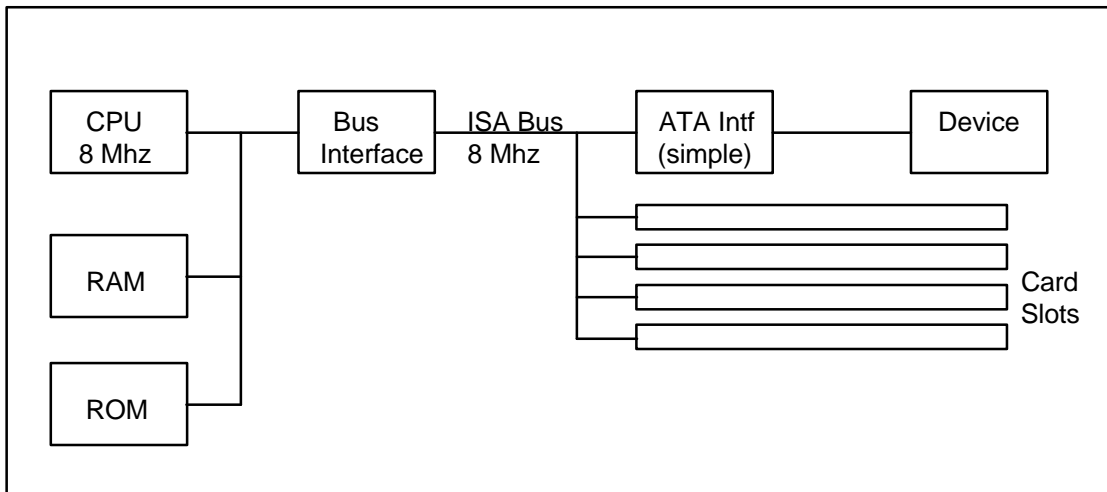 CPU
8 Mhz
Bus
Interface
ISA Bus
8 Mhz
ATA Intf
(simple)
Device
RAM
ROM
Card
Slots